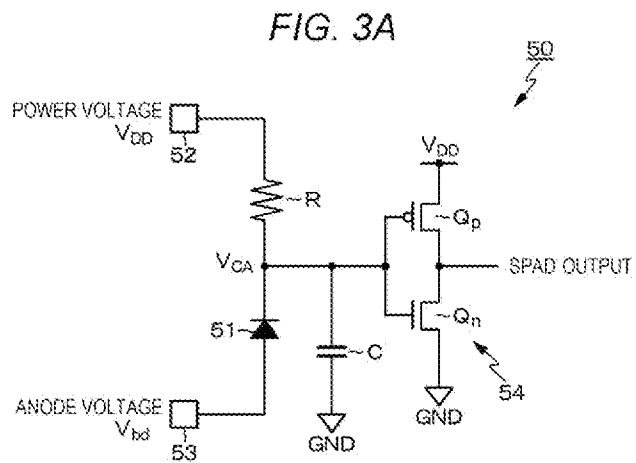 FIG. 3A
50
POWER VOLTAGE
VDD
52
VDD
R
Qp
VCA
SPAD OUTPUT
51
C
Qn
ANODE VOLTAGE
Vbd
53
GND
GND
54